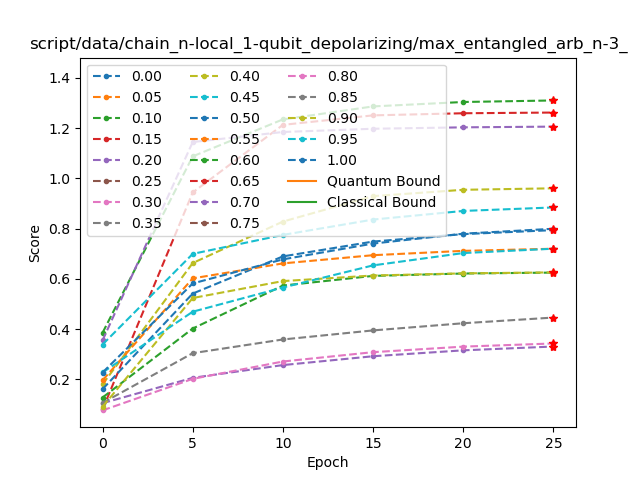 script/data/chain_n-local_1-qubit_depolarizing/max_entangled_arb_n-3_
1.4
1.2
1.0
0.8
0.6
0.4
0.2
Score
0.00 0.40 0.80
0.05 0.45 0.85
0.10 0.50 0.90
0.15 0.55 0.95
0.20 0.60 1.00
0.25 0.65 Quantum Bound
0.30 0.70 Classical Bound
0.35 0.75
0 5 10 15 20 25
Epoch